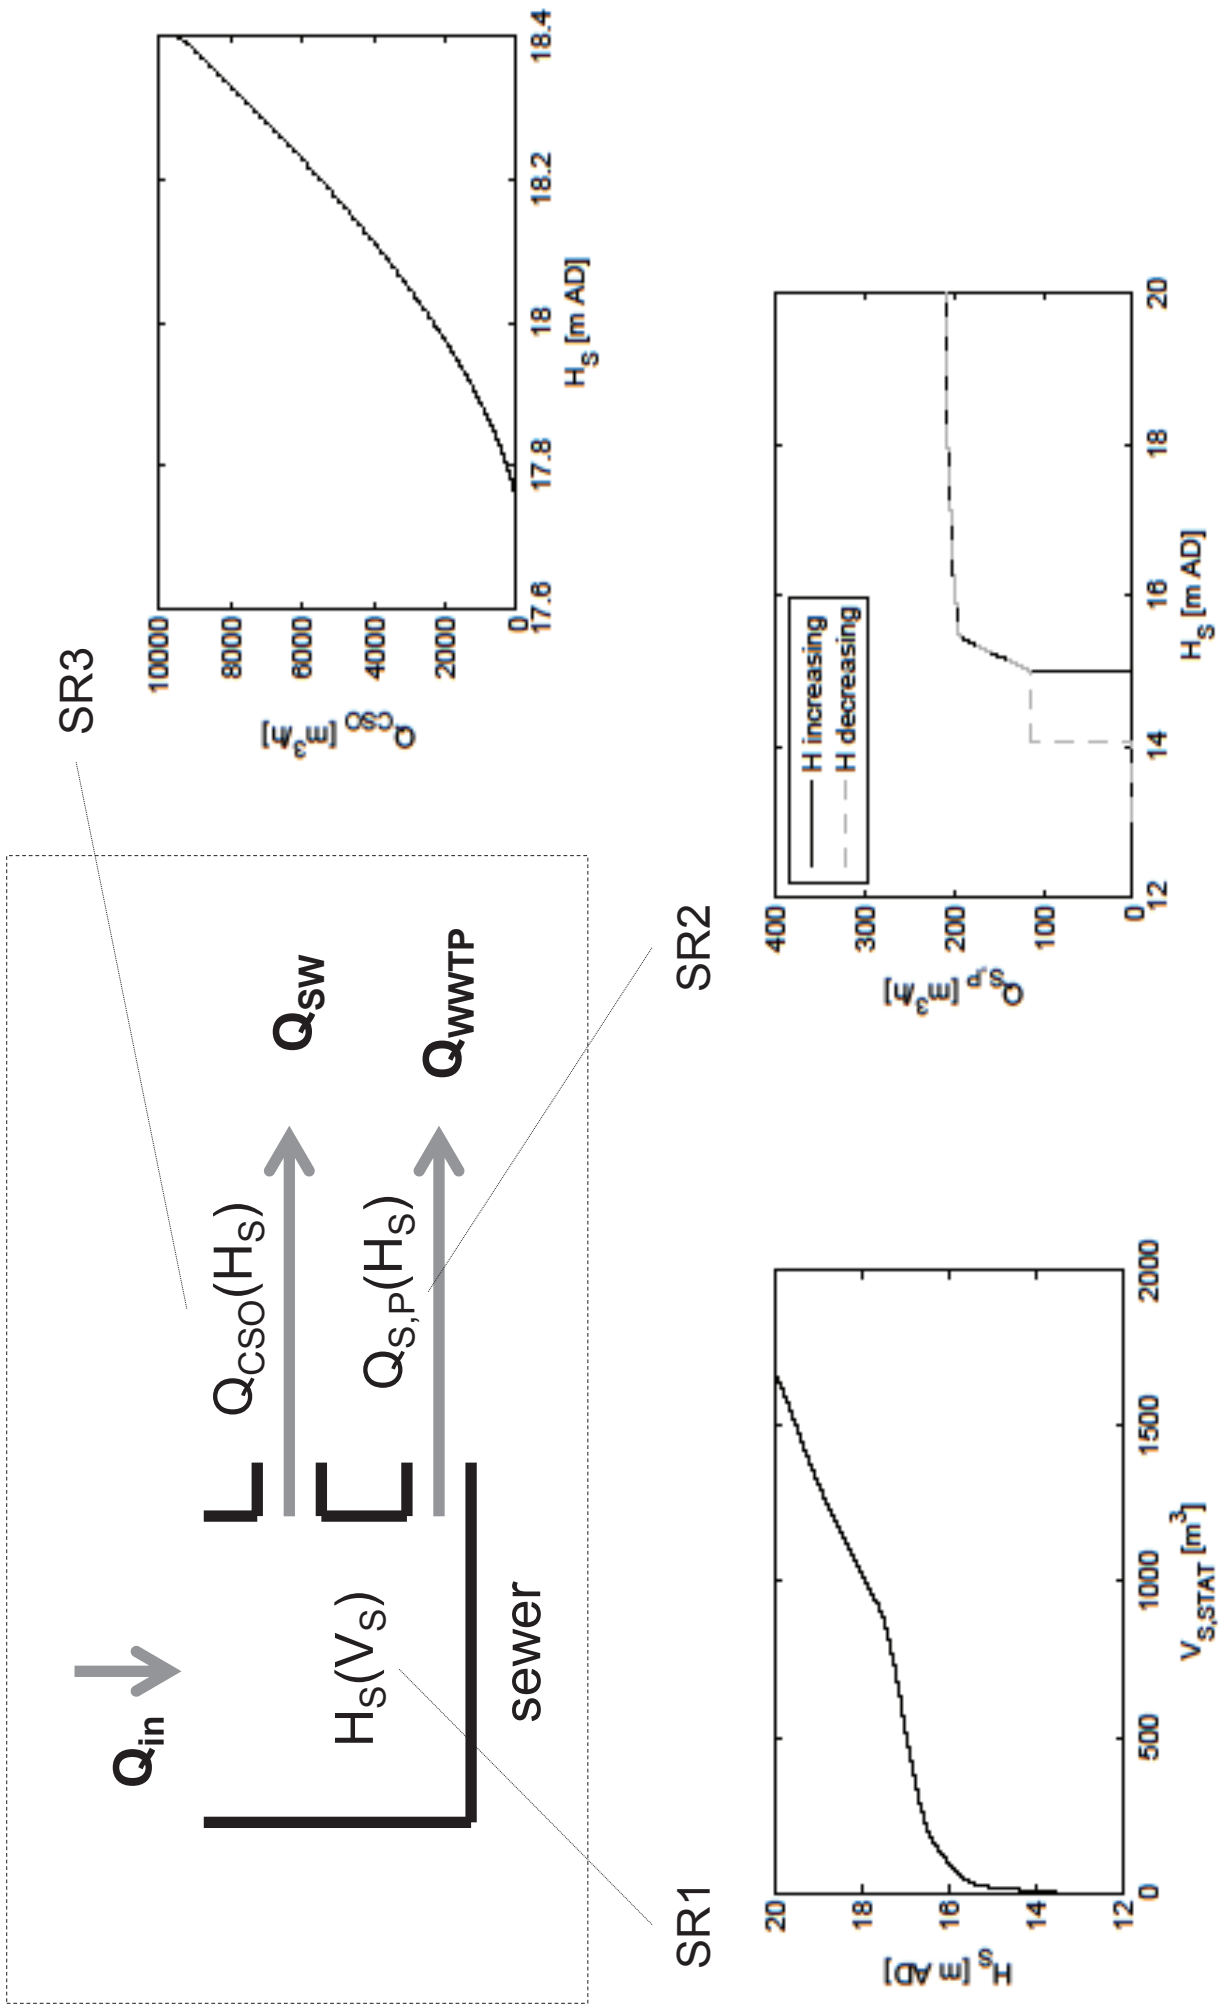 Q_in
H_S(V_S)
sewer
Q_CSO(H_S)
Q_SW
Q_S,P(H_S)
Q_WWTP
SR3
10000
8000
6000
4000
2000
0
Q_CSO [m³/h]
17.6
17.8
18
18.2
18.4
H_S [m AD]
SR1
20
18
16
14
12
H_S [m AD]
0
500
1000
1500
2000
V_S,STAT [m³]
SR2
400
300
200
100
0
Q_S,P [m³/h]
H increasing
H decreasing
12
14
16
18
20
H_S [m AD]